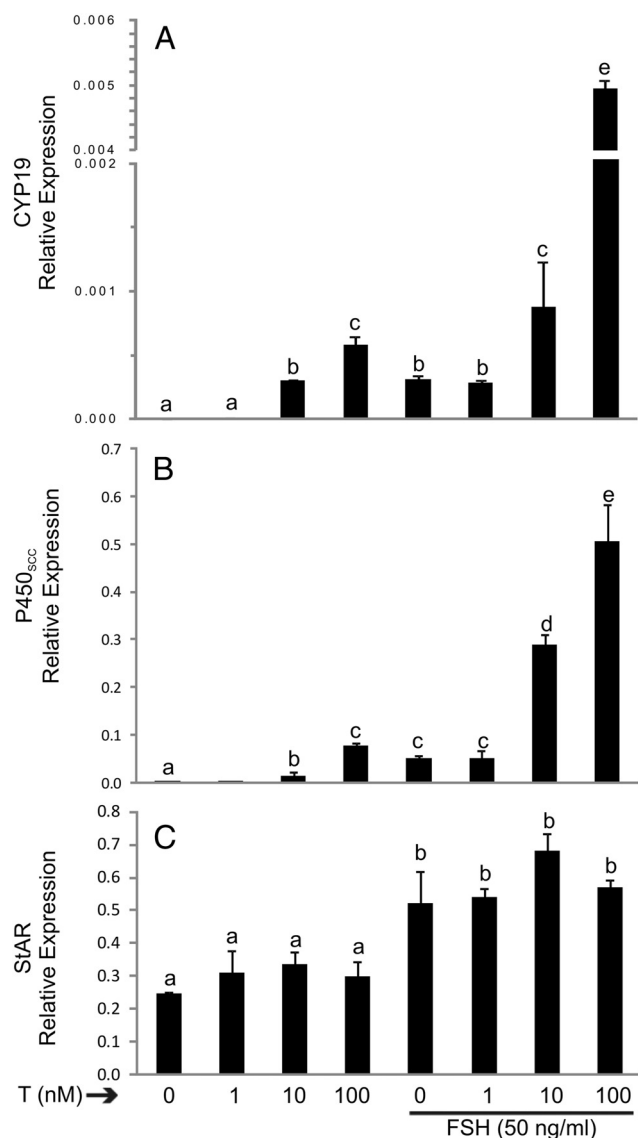 A
CYP19
Relative Expression
0.006
0.005
0.004
0.002
0.001
0.000
a a b c b b c e
B
P450scc
Relative Expression
0.7
0.6
0.5
0.4
0.3
0.2
0.1
0.0
a b c c c d e
C
StAR
Relative Expression
0.8
0.7
0.6
0.5
0.4
0.3
0.2
0.1
0.0
a a a a b b b b
T (nM) ➔ 0 1 10 100 0 1 10 100
FSH (50 ng/ml)